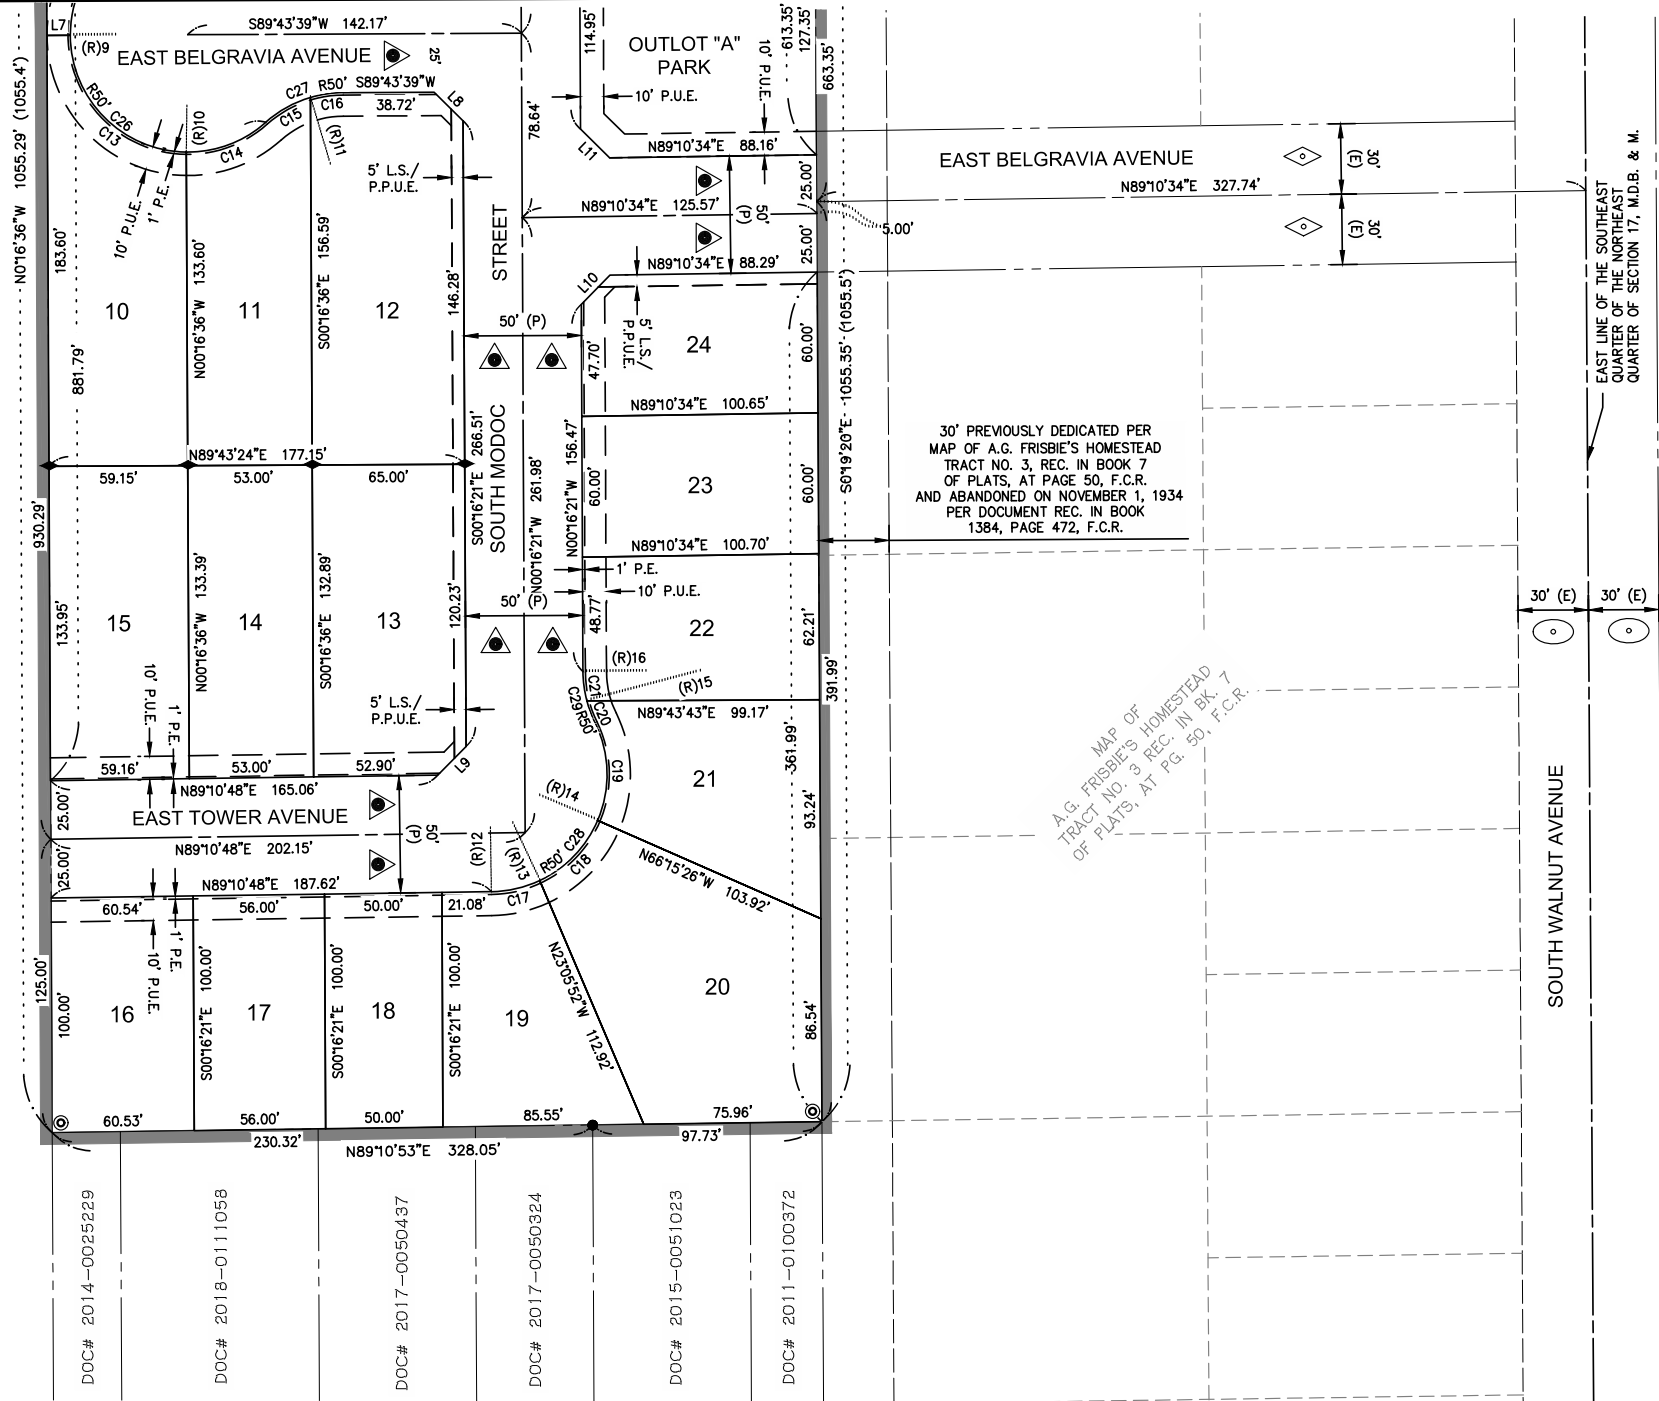 L7
S89°43'39"W 142.17'
(R)9
EAST BELGRAVIA AVENUE
25'
R50'
C26
C13
C27
R50'
S89°43'39"W
C16
38.72'
L8
C15
C14
(R)10
(R)11
10' P.U.E.
1' P.E.
5' L.S./
P.P.U.E.
78.64'
114.95'
OUTLOT "A"
PARK
10' P.U.E.
10' P.U.E.
613.35'
127.35'
663.35'
L11
N89°10'34"E 88.16'
N89°10'34"E 125.57'
50'
(P)
25.00'
25.00'
5.00'
N89°10'34"E 88.29'
EAST BELGRAVIA AVENUE
N89°10'34"E 327.74'
30'
(E)
30'
(E)
EAST LINE OF THE SOUTHEAST
QUARTER OF THE NORTHEAST
QUARTER OF SECTION 17, M.D.B. & M.
N0°16'36"W 1055.29' (1055.4')
183.60'
881.79'
930.29'
10
N00°16'36"W 133.60'
11
S00°16'36"E 156.59'
12
146.28'
STREET
SOUTH MODOC
S00°16'21"E 266.51'
N00°16'21"W 261.98'
50' (P)
L10
5' L.S./
P.P.U.E.
47.70'
24
60.00'
N89°10'34"E 100.65'
N00°16'21"W 156.47'
60.00'
23
60.00'
S0°19'20"E 1055.35' (1055.5')
N89°10'34"E 100.70'
30' PREVIOUSLY DEDICATED PER
MAP OF A.G. FRISBIE'S HOMESTEAD
TRACT NO. 3, REC. IN BOOK 7
OF PLATS, AT PAGE 50, F.C.R.
AND ABANDONED ON NOVEMBER 1, 1934
PER DOCUMENT REC. IN BOOK
1384, PAGE 472, F.C.R.
N89°43'24"E 177.15'
59.15'
53.00'
65.00'
133.95'
15
N00°16'36"W 133.39'
14
S00°16'36"E 132.89'
13
120.23'
50' (P)
1' P.E.
10' P.U.E.
48.77'
22
62.21'
391.99'
(R)16
(R)15
C21
C20
C29
R50'
N89°43'43"E 99.17'
10' P.U.E.
1' P.E.
5' L.S./
P.P.U.E.
L9
59.16'
53.00'
52.90'
N89°10'48"E 165.06'
25.00'
25.00'
EAST TOWER AVENUE
50'
(P)
N89°10'48"E 202.15'
N89°10'48"E 187.62'
(R)12
(R)13
(R)14
C19
R50'
C28
C18
C17
21
361.99'
93.24'
N66°15'26"W 103.92'
60.54'
56.00'
50.00'
21.08'
1' P.E.
10' P.U.E
125.00'
100.00'
16
S00°16'21"E 100.00'
17
S00°16'21"E 100.00'
18
S00°16'21"E 100.00'
19
N23°05'52"W 112.92'
20
86.54'
60.53'
56.00'
50.00'
85.55'
75.96'
230.32'
97.73'
N89°10'53"E 328.05'
MAP OF
A.G. FRISBIE'S HOMESTEAD
TRACT NO. 3 REC. IN BK. 7
OF PLATS, AT PG. 50, F.C.R.
30' (E)
30' (E)
SOUTH WALNUT AVENUE
DOC# 2014-0025229
DOC# 2018-0111058
DOC# 2017-0050437
DOC# 2017-0050324
DOC# 2015-0051023
DOC# 2011-0100372